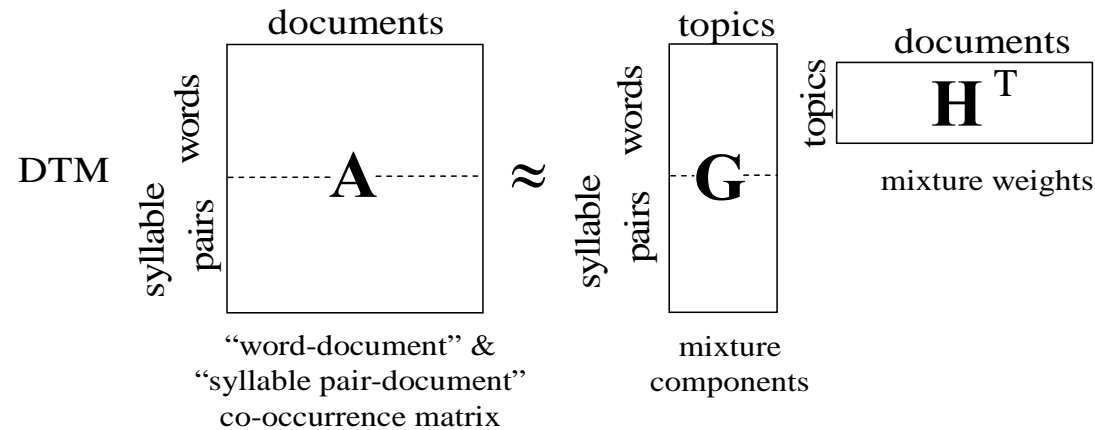 DTM
documents
words
syllable
pairs
A
“word-document” &
“syllable pair-document”
co-occurrence matrix
≈
topics
words
syllable
pairs
G
mixture
components
documents
topics
H T
mixture weights